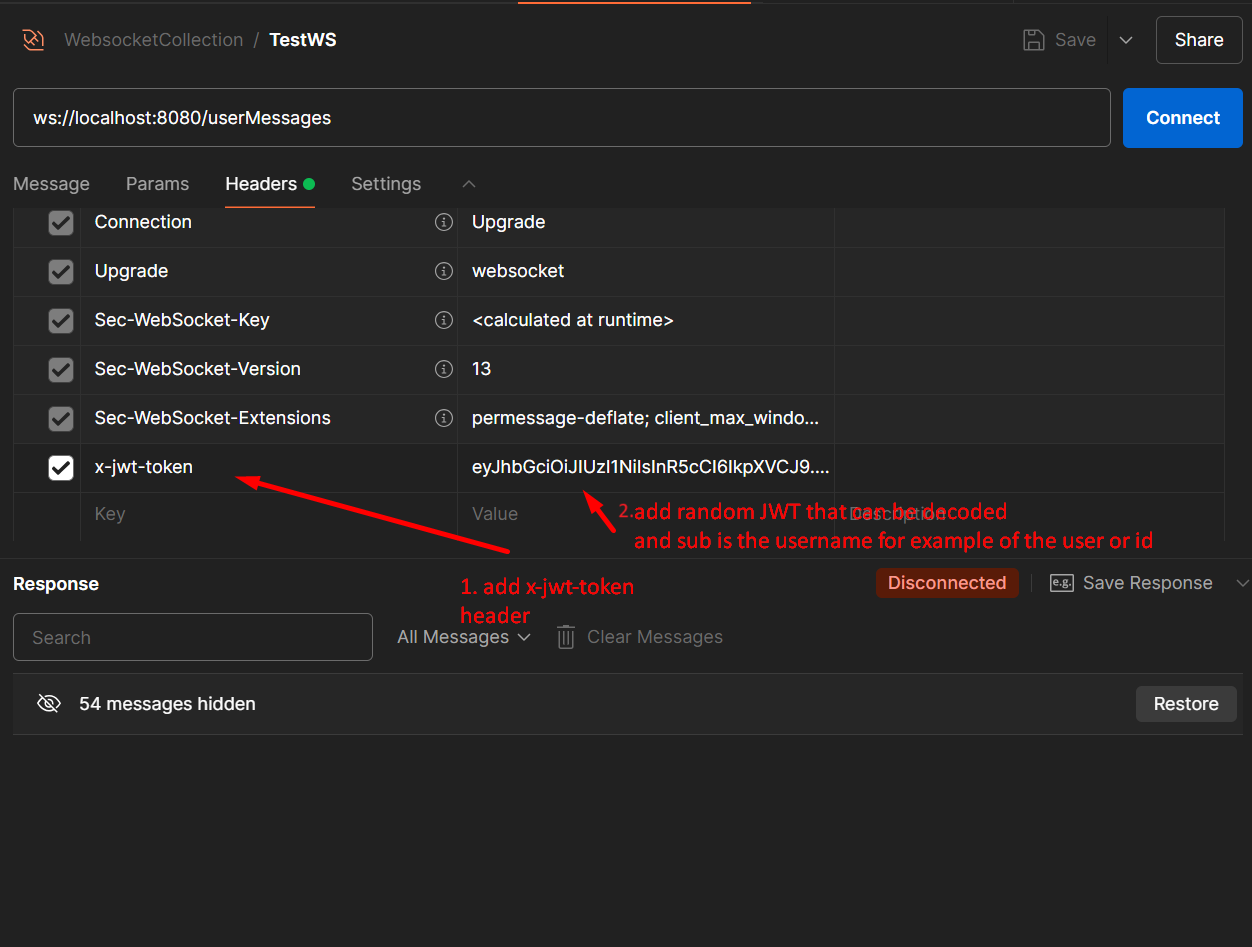 WebsocketCollection / TestWS
Save
Share
ws://localhost:8080/userMessages
Connect
Message Params Headers Settings
Connection Upgrade
Upgrade websocket
Sec-WebSocket-Key <calculated at runtime>
Sec-WebSocket-Version 13
Sec-WebSocket-Extensions permessage-deflate; client_max_windo...
x-jwt-token eyJhbGciOiJIUzI1NiIsInR5cCI6IkpXVCJ9....
Key Value Description
2.add random JWT that can be decoded
and sub is the username for example of the user or id
1. add x-jwt-token
header
Response
Disconnected
e.g. Save Response
Search
All Messages
Clear Messages
54 messages hidden
Restore